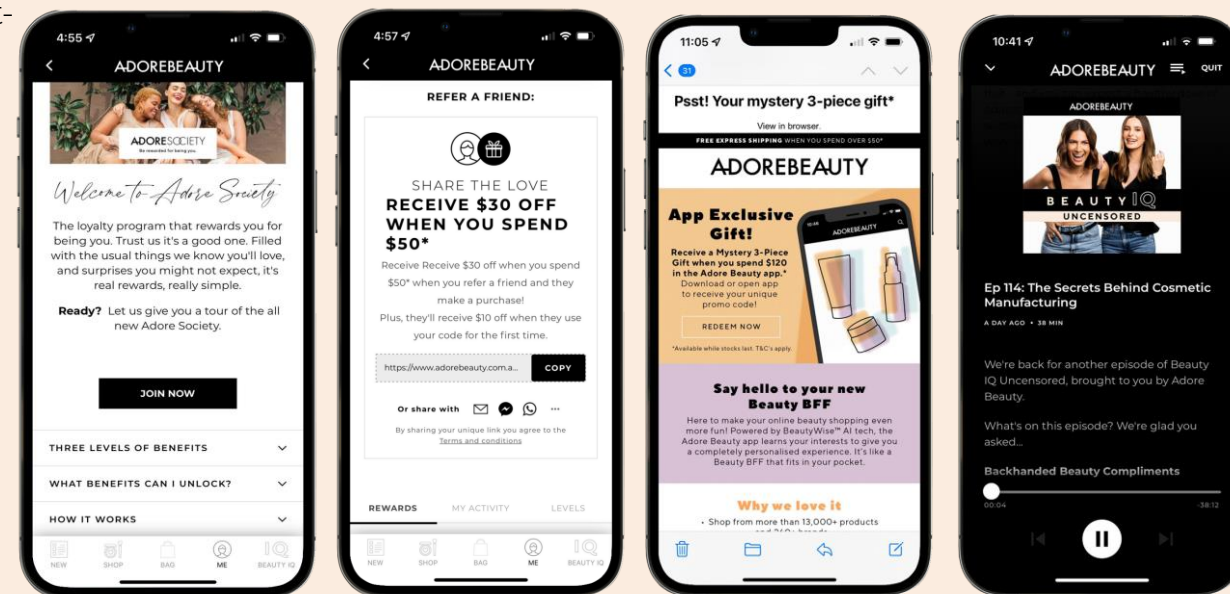 4:55
ADOREBEAUTY
ADORESOCIETY
Be rewarded for being you.
Welcome to Adore Society
The loyalty program that rewards you for
being you. Trust us it's a good one. Filled
with the usual things we know you'll love,
and surprises you might not expect, it's
real rewards, really simple.
Ready? Let us give you a tour of the all
new Adore Society.
JOIN NOW
THREE LEVELS OF BENEFITS
WHAT BENEFITS CAN I UNLOCK?
HOW IT WORKS
NEW SHOP BAG ME BEAUTY IQ
4:57
ADOREBEAUTY
REFER A FRIEND:
SHARE THE LOVE
RECEIVE $30 OFF
WHEN YOU SPEND
$50*
Receive Receive $30 off when you spend
$50* when you refer a friend and they
make a purchase!
Plus, they'll receive $10 off when they use
your code for the first time.
https://www.adorebeauty.com.a... COPY
Or share with ...
By sharing your unique link you agree to the
Terms and conditions
REWARDS MY ACTIVITY LEVELS
NEW SHOP BAG ME BEAUTY IQ
11:05
31
Psst! Your mystery 3-piece gift*
View in browser.
FREE EXPRESS SHIPPING WHEN YOU SPEND OVER $50*
ADOREBEAUTY
App Exclusive
Gift!
Receive a Mystery 3-Piece
Gift when you spend $120
in the Adore Beauty app.*
Download or open app
to receive your unique
promo code!
REDEEM NOW
*Available while stocks last. T&C's apply.
ADOREBEAUTY
Say hello to your new
Beauty BFF
Here to make your online beauty shopping even
more fun! Powered by BeautyWise™ AI tech, the
Adore Beauty app learns your interests to give you
a completely personalised experience. It's like a
Beauty BFF that fits in your pocket.
Why we love it
• Shop from more than 13,000+ products
10:41
ADOREBEAUTY QUIT
ADOREBEAUTY
BEAUTY IQ
UNCENSORED
Ep 114: The Secrets Behind Cosmetic
Manufacturing
A DAY AGO • 38 MIN
We're back for another episode of Beauty
IQ Uncensored, brought to you by Adore
Beauty.
What's on this episode? We're glad you
asked...
Backhanded Beauty Compliments
00:04 -38:12